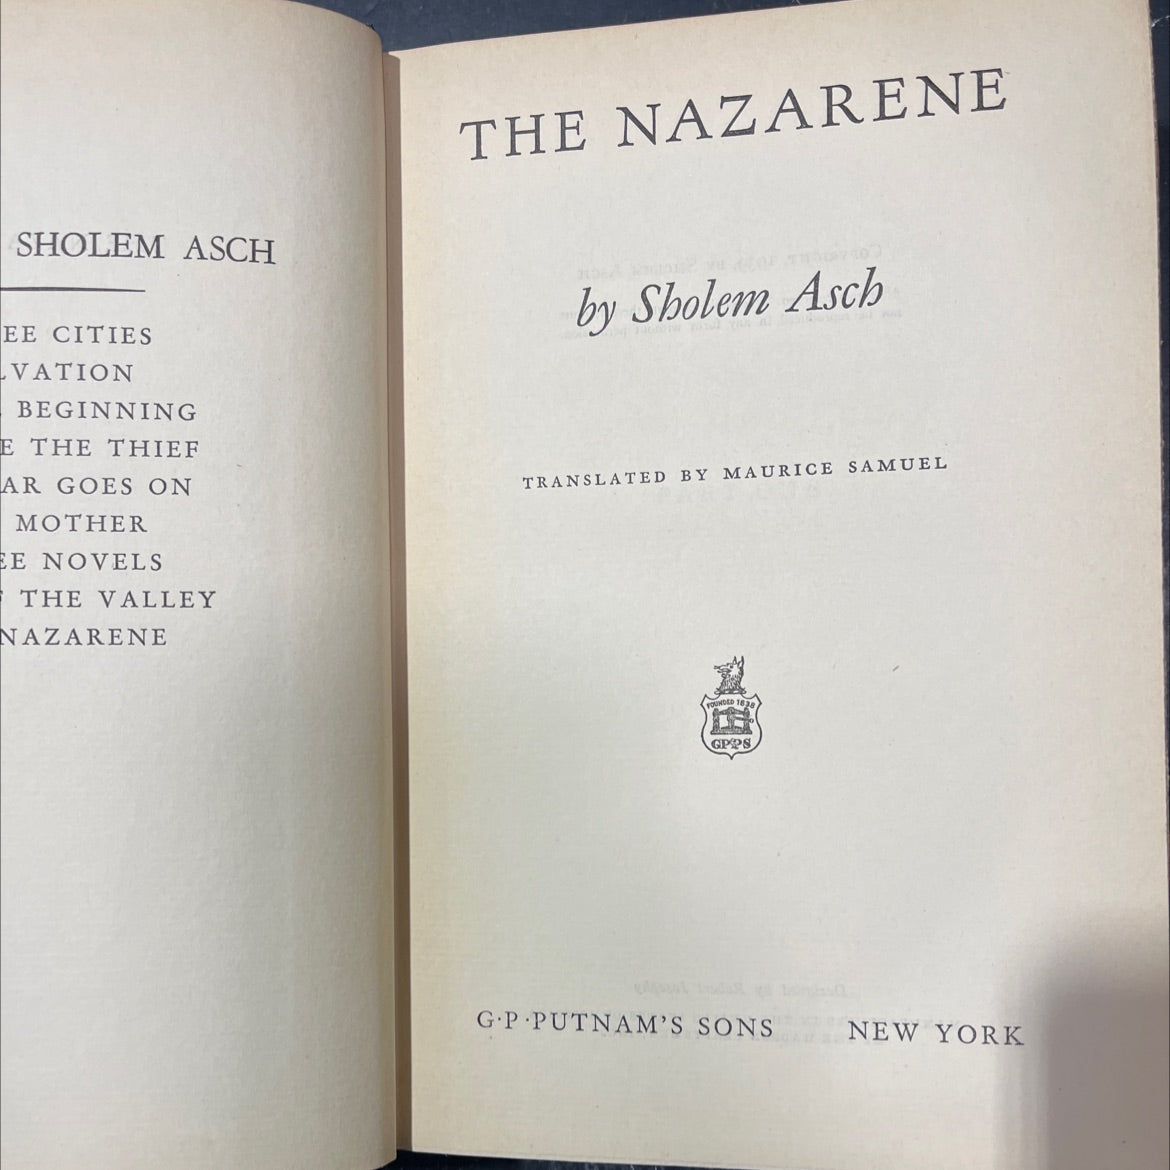 SHOLEM ASCH
EE CITIES
LVATION
BEGINNING
E THE THIEF
AR GOES ON
MOTHER
EE NOVELS
F THE VALLEY
NAZARENE
THE NAZARENE
by Sholem Asch
TRANSLATED BY MAURICE SAMUEL
FOUNDED 1838
GPPS
G·P·PUTNAM'S SONS NEW YORK